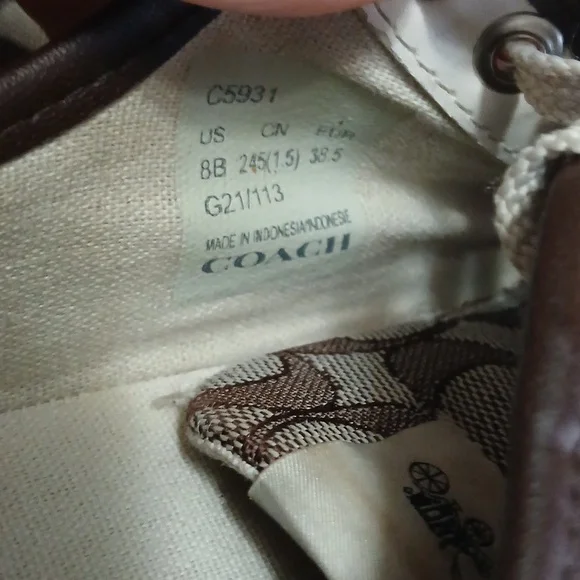 C5931
US CN EUR
8B 245(1.5) 38.5
G21/113
MADE IN INDONESIA/INDONESIE
COACH